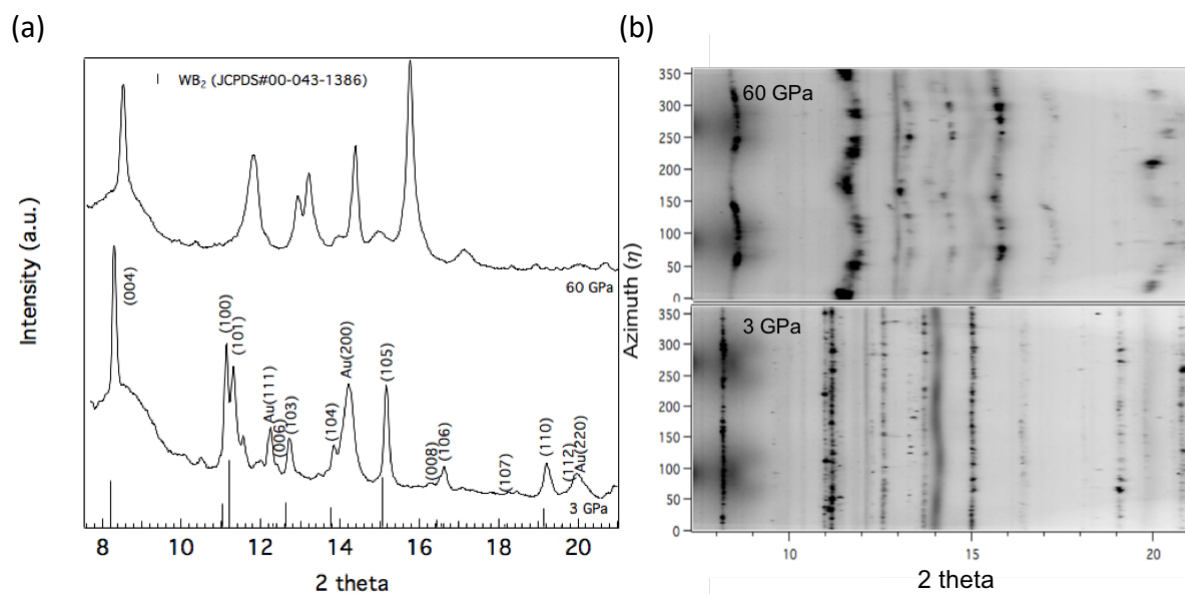 (a)
WB₂ (JCPDS#00-043-1386)
Intensity (a.u.)
60 GPa
(004)
(100)
(101)
Au(111)
(006)
(103)
(104)
Au(200)
(105)
(008)
(106)
(107)
(110)
(112)
Au(220)
3 GPa
8 10 12 14 16 18 20
2 theta
(b)
Azimuth (η)
60 GPa
350
300
250
200
150
100
50
0
3 GPa
350
300
250
200
150
100
50
0
10 15 20
2 theta